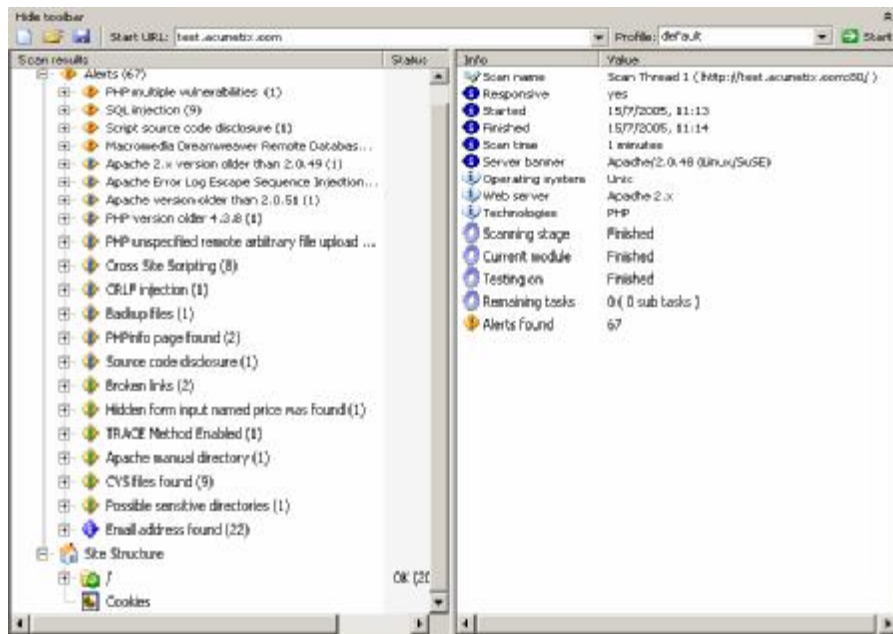 Hide toolbar
Start URL: test.acunetix.com Profile: default Start
Scan results Status
Alerts (67)
PHP multiple vulnerabilities (1)
SQL injection (9)
Script source code disclosure (1)
Macromedia Dreamweaver Remote Databas...
Apache 2.x version older than 2.0.49 (1)
Apache Error Log Escape Sequence Injection...
Apache version older than 2.0.51 (1)
PHP version older 4.3.8 (1)
PHP unspecified remote arbitrary file upload ...
Cross Site Scripting (8)
CRLF injection (1)
Backup files (1)
PHPinfo page found (2)
Source code disclosure (1)
Broken links (2)
Hidden form input named price was found (1)
TRACE Method Enabled (1)
Apache manual directory (1)
CVS files found (9)
Possible sensitive directories (1)
Email address found (22)
Site Structure
/ OK (20
Cookies
Info Value
Scan name Scan Thread 1 ( http://test.acunetix.com:80/ )
Responsive yes
Started 15/7/2005, 11:13
Finished 15/7/2005, 11:14
Scan time 1 minutes
Server banner Apache/2.0.48 (Linux/SuSE)
Operating system Unix
Web server Apache 2.x
Technologies PHP
Scanning stage Finished
Current module Finished
Testing on Finished
Remaining tasks 0 ( 0 sub tasks )
Alerts found 67